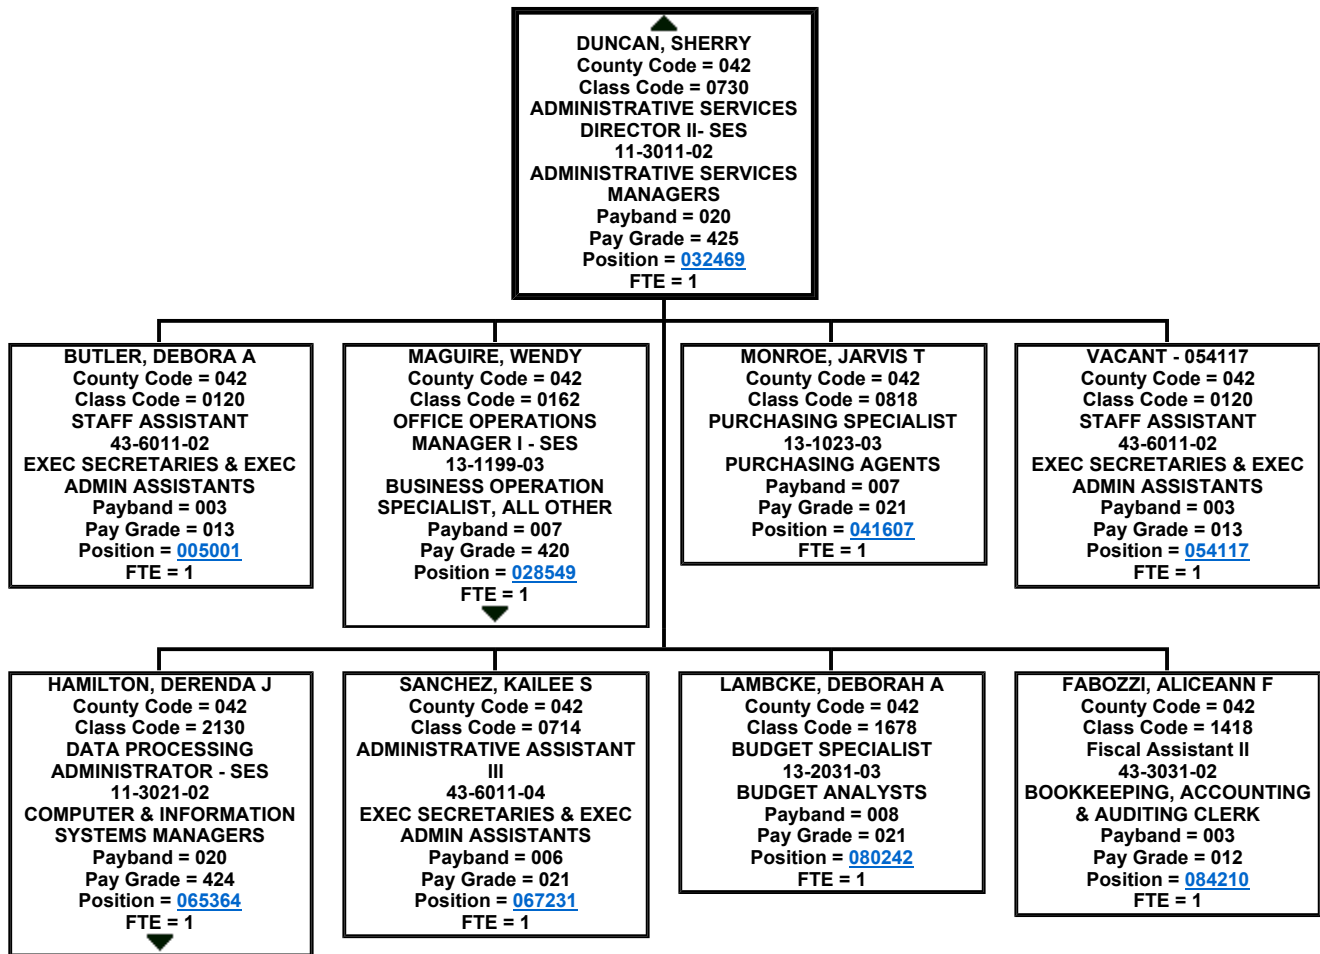 DUNCAN, SHERRY
County Code = 042
Class Code = 0730
ADMINISTRATIVE SERVICES
DIRECTOR II- SES
11-3011-02
ADMINISTRATIVE SERVICES
MANAGERS
Payband = 020
Pay Grade = 425
Position = 032469
FTE = 1
BUTLER, DEBORA A
County Code = 042
Class Code = 0120
STAFF ASSISTANT
43-6011-02
EXEC SECRETARIES & EXEC
ADMIN ASSISTANTS
Payband = 003
Pay Grade = 013
Position = 005001
FTE = 1
MAGUIRE, WENDY
County Code = 042
Class Code = 0162
OFFICE OPERATIONS
MANAGER I - SES
13-1199-03
BUSINESS OPERATION
SPECIALIST, ALL OTHER
Payband = 007
Pay Grade = 420
Position = 028549
FTE = 1
MONROE, JARVIS T
County Code = 042
Class Code = 0818
PURCHASING SPECIALIST
13-1023-03
PURCHASING AGENTS
Payband = 007
Pay Grade = 021
Position = 041607
FTE = 1
VACANT - 054117
County Code = 042
Class Code = 0120
STAFF ASSISTANT
43-6011-02
EXEC SECRETARIES & EXEC
ADMIN ASSISTANTS
Payband = 003
Pay Grade = 013
Position = 054117
FTE = 1
HAMILTON, DERENDA J
County Code = 042
Class Code = 2130
DATA PROCESSING
ADMINISTRATOR - SES
11-3021-02
COMPUTER & INFORMATION
SYSTEMS MANAGERS
Payband = 020
Pay Grade = 424
Position = 065364
FTE = 1
SANCHEZ, KAILEE S
County Code = 042
Class Code = 0714
ADMINISTRATIVE ASSISTANT
III
43-6011-04
EXEC SECRETARIES & EXEC
ADMIN ASSISTANTS
Payband = 006
Pay Grade = 021
Position = 067231
FTE = 1
LAMBCKE, DEBORAH A
County Code = 042
Class Code = 1678
BUDGET SPECIALIST
13-2031-03
BUDGET ANALYSTS
Payband = 008
Pay Grade = 021
Position = 080242
FTE = 1
FABOZZI, ALICEANN F
County Code = 042
Class Code = 1418
Fiscal Assistant II
43-3031-02
BOOKKEEPING, ACCOUNTING
& AUDITING CLERK
Payband = 003
Pay Grade = 012
Position = 084210
FTE = 1